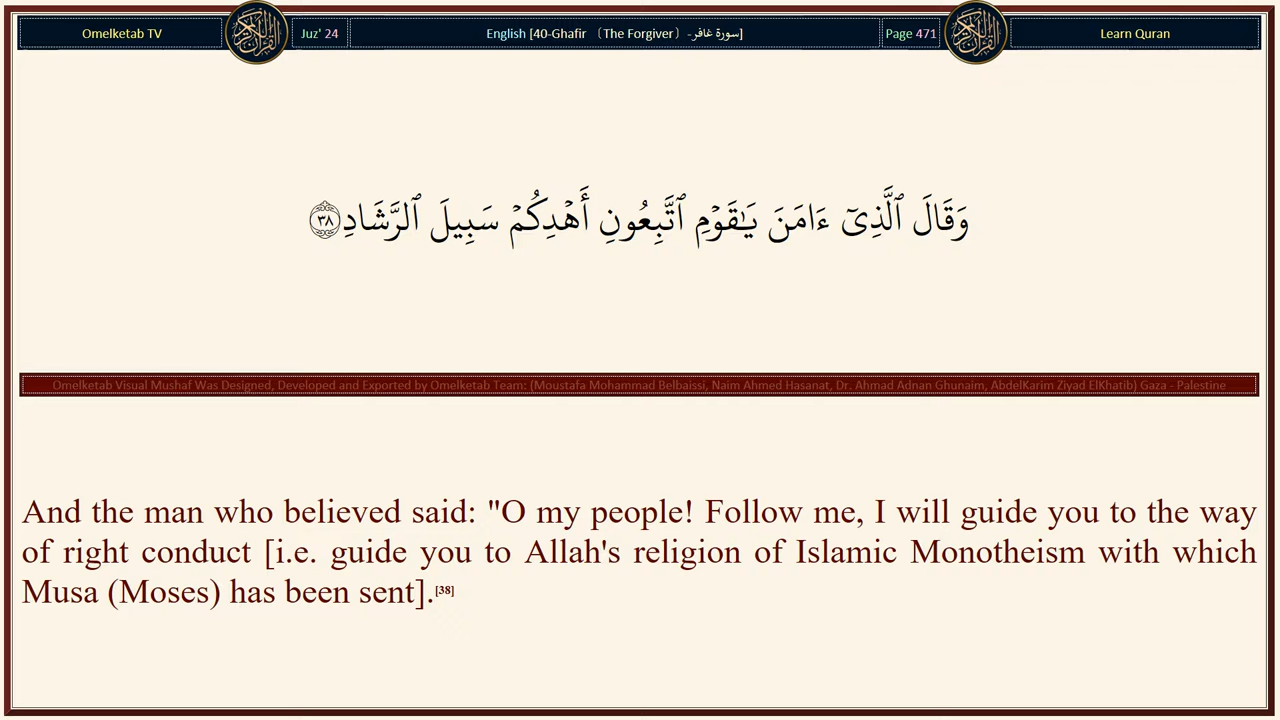 Omelketab TV
Juz' 24
English [40-Ghafir 〔The Forgiver〕-سورة غافر]
Page 471
Learn Quran
وَقَالَ ٱلَّذِىٓ ءَامَنَ يَـٰقَوۡمِ ٱتَّبِعُونِ أَهۡدِكُمۡ سَبِيلَ ٱلرَّشَادِ ٣٨
Omelketab Visual Mushaf Was Designed, Developed and Exported by Omelketab Team: (Moustafa Mohammad Belbaissi, Naim Ahmed Hasanat, Dr. Ahmad Adnan Ghunaim, AbdelKarim Ziyad ElKhatib) Gaza - Palestine
And the man who believed said: "O my people! Follow me, I will guide you to the way
of right conduct [i.e. guide you to Allah's religion of Islamic Monotheism with which
Musa (Moses) has been sent].[38]